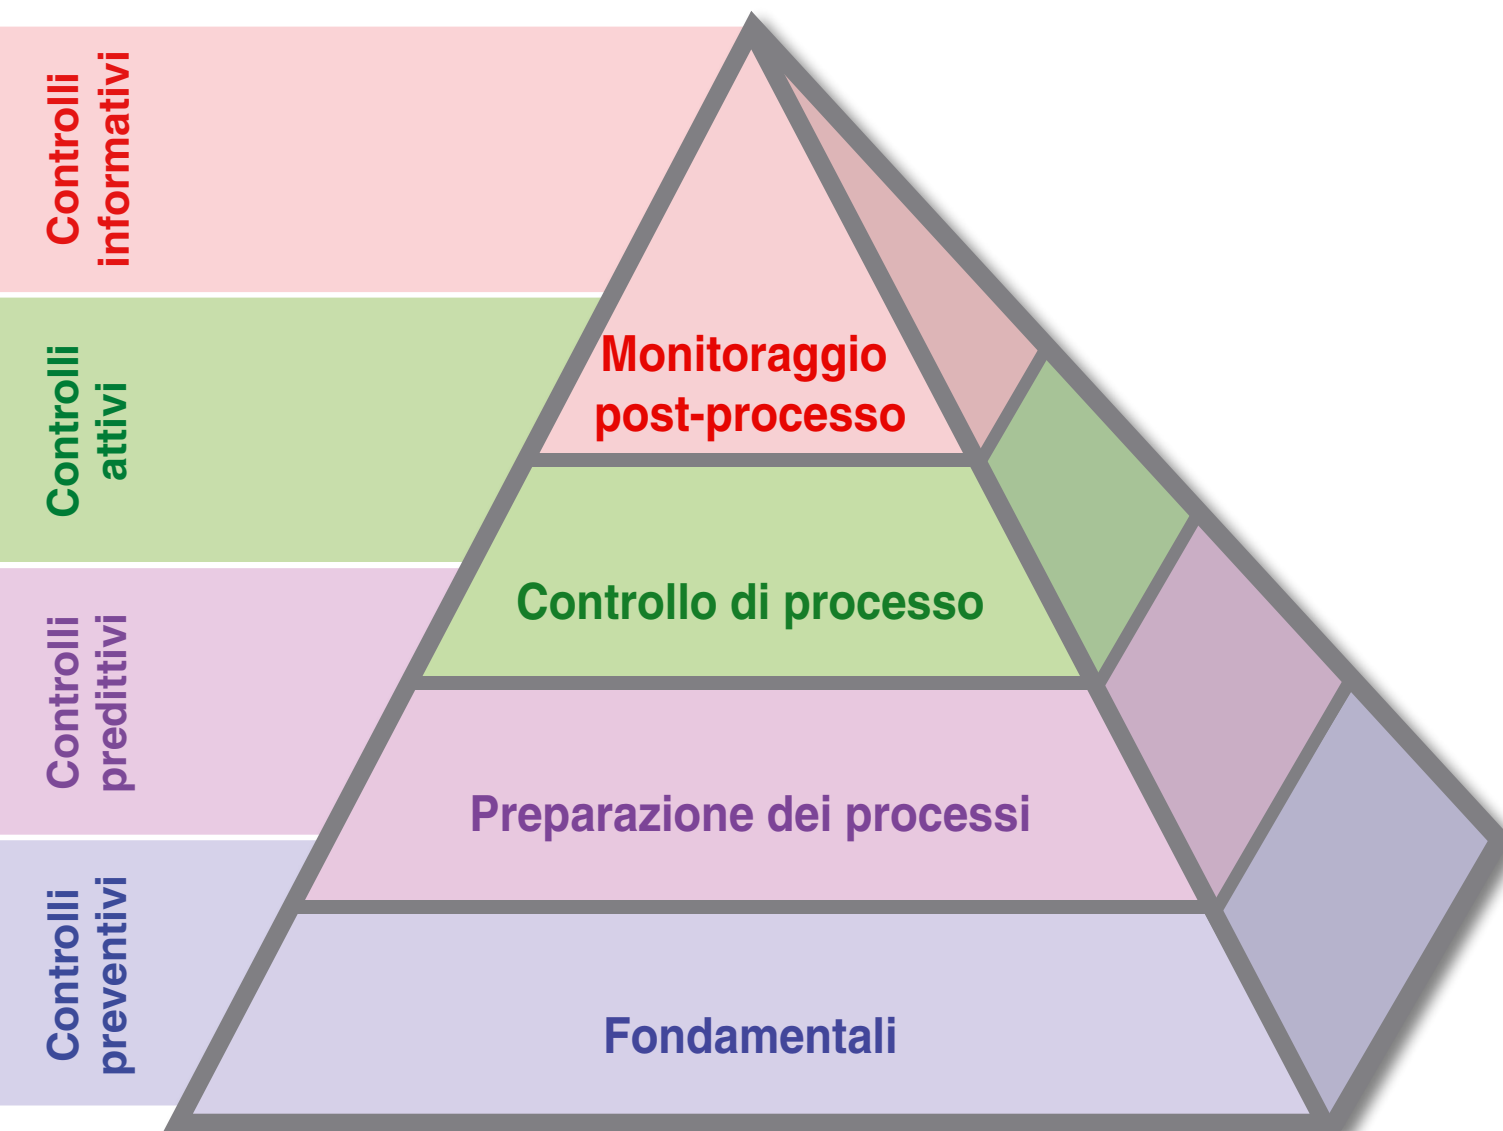 Controlli
informativi
Monitoraggio
post-processo
Controlli
attivi
Controllo di processo
Controlli
predittivi
Preparazione dei processi
Controlli
preventivi
Fondamentali